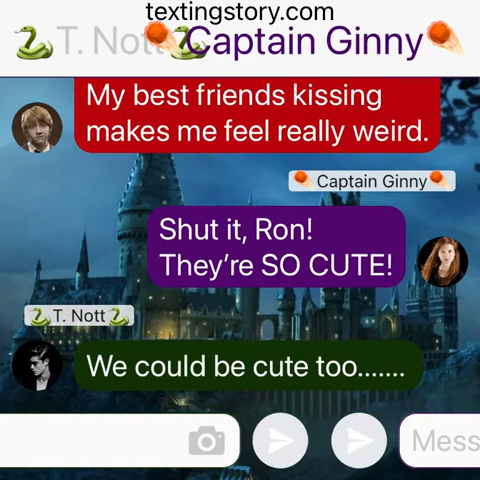 textingstory.com
🐍T. Nott🐍 ☄️Captain Ginny☄️
My best friends kissing
makes me feel really weird.
☄️Captain Ginny☄️
Shut it, Ron!
They’re SO CUTE!
🐍T. Nott🐍
We could be cute too.......
Mess